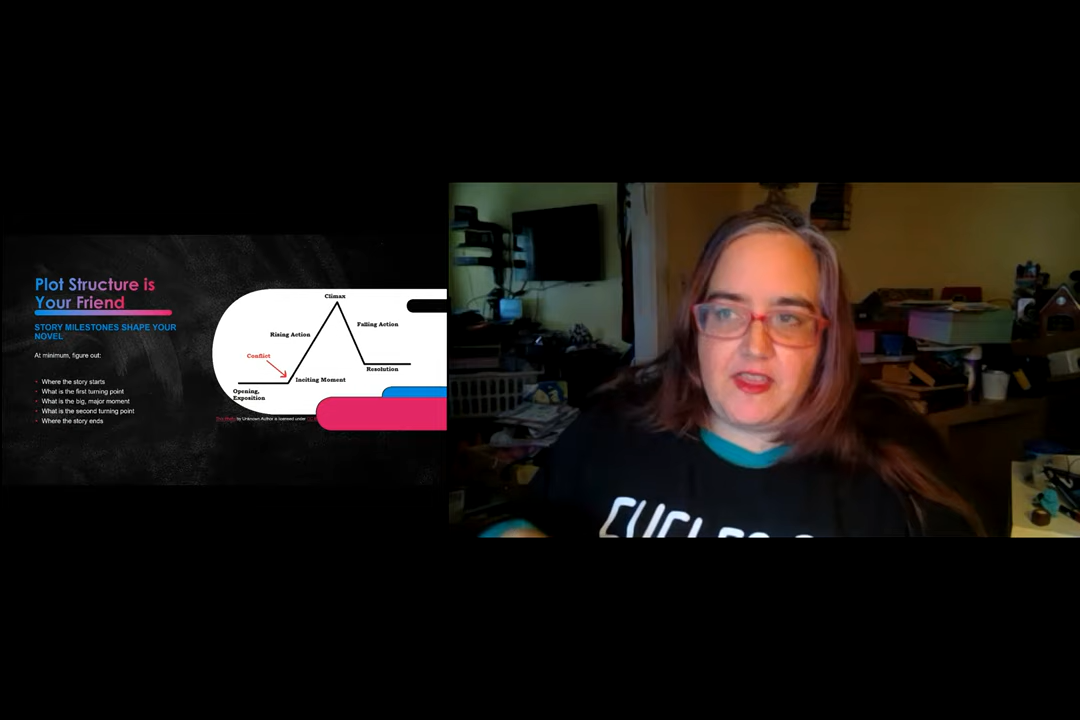 Plot Structure is
Your Friend
STORY MILESTONES SHAPE YOUR
NOVEL
At minimum, figure out:
Where the story starts
What is the first turning point
What is the big, major moment
What is the second turning point
Where the story ends
Climax
Rising Action
Falling Action
Conflict
Resolution
Inciting Moment
Opening,
Exposition
This Photo by Unknown Author is licensed under